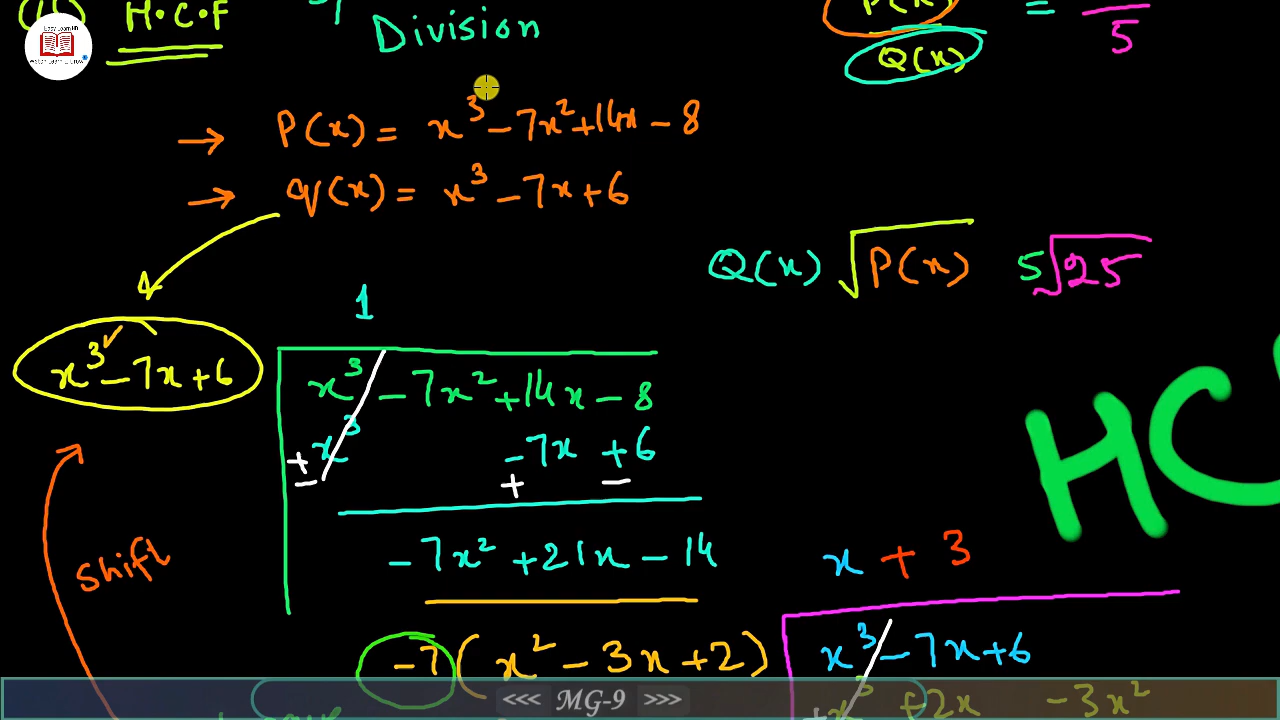 H.C.F
Division
P(x)
Q(x)
=
5
→ P(x) = x³ - 7x² + 14x - 8
→ q(x) = x³ - 7x + 6
Q(x) √P(x) 5√25
1
x³ - 7x + 6
x³ - 7x² + 14x - 8
+ x³ - 7x + 6
- + -
- 7x² + 21x - 14
shift
HC
x + 3
-7(x² - 3x + 2)
x³ - 7x + 6
+x³ + 2x - 3x²
<<< MG-9 >>>